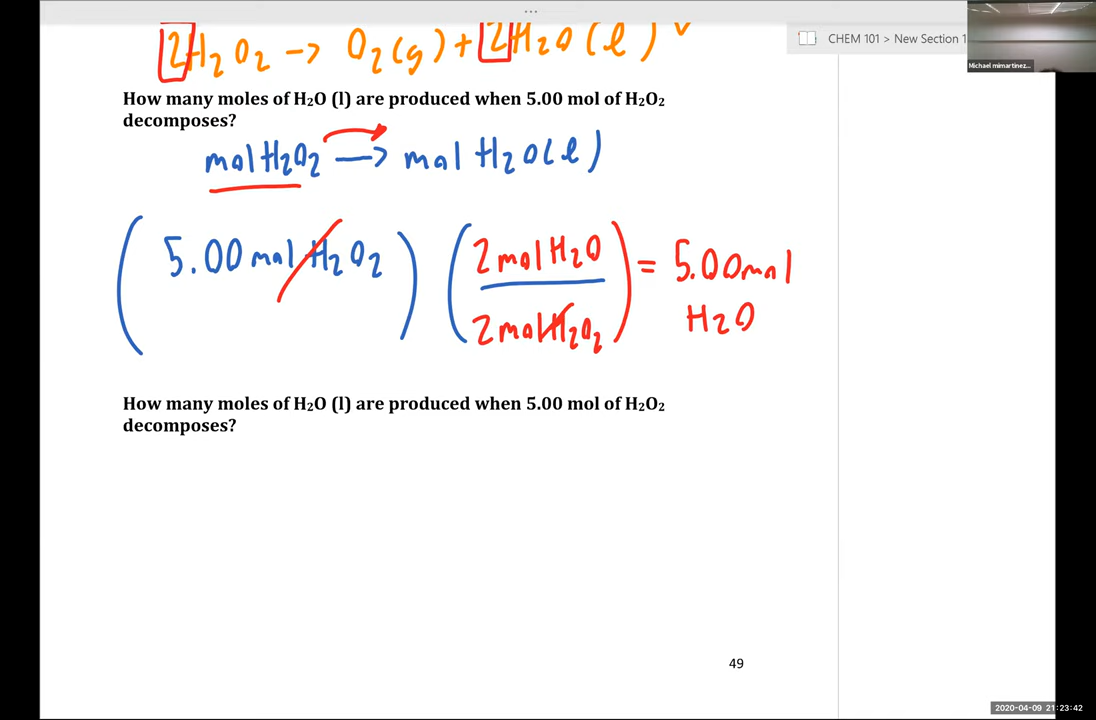 ...
CHEM 101 > New Section 1
Michael mimartinez...
2H2O2 -> O2(g) + 2H2O(l) ✓
How many moles of H2O (l) are produced when 5.00 mol of H2O2
decomposes?
mol H2O2 -> mol H2O(l)
(5.00 mol H2O2) (2 mol H2O / 2 mol H2O2) = 5.00 mol
H2O
How many moles of H2O (l) are produced when 5.00 mol of H2O2
decomposes?
49
2020-04-09 21:23:42